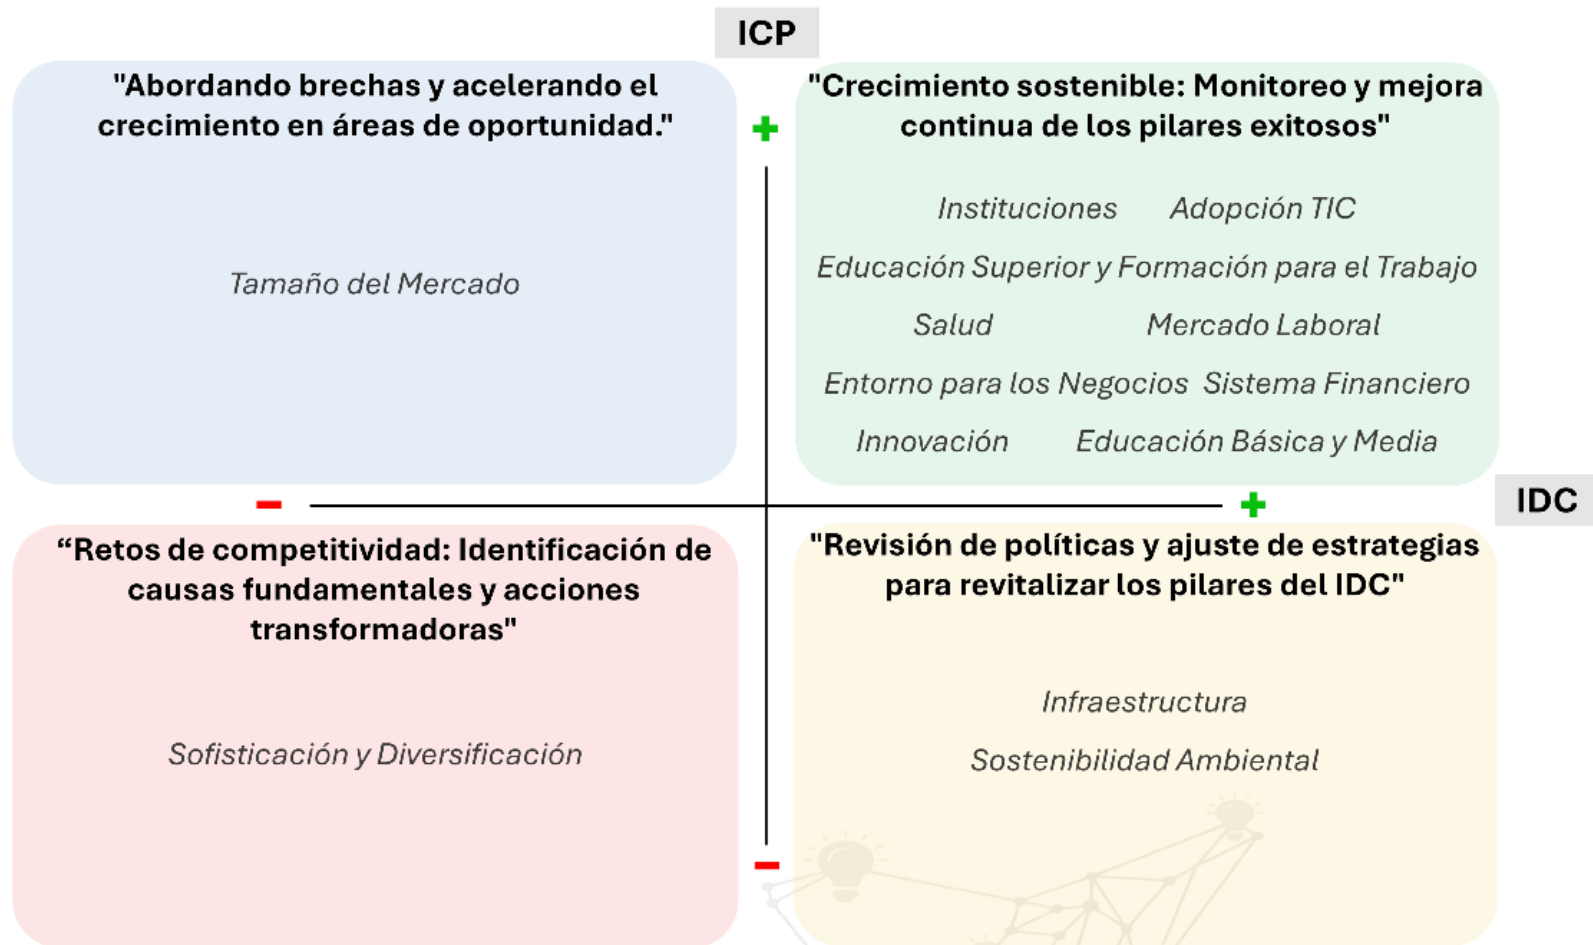 ICP
"Abordando brechas y acelerando el
crecimiento en áreas de oportunidad."
Tamaño del Mercado
"Crecimiento sostenible: Monitoreo y mejora
continua de los pilares exitosos"
Instituciones Adopción TIC
Educación Superior y Formación para el Trabajo
Salud Mercado Laboral
Entorno para los Negocios Sistema Financiero
Innovación Educación Básica y Media
IDC
“Retos de competitividad: Identificación de
causas fundamentales y acciones
transformadoras"
Sofisticación y Diversificación
"Revisión de políticas y ajuste de estrategias
para revitalizar los pilares del IDC"
Infraestructura
Sostenibilidad Ambiental